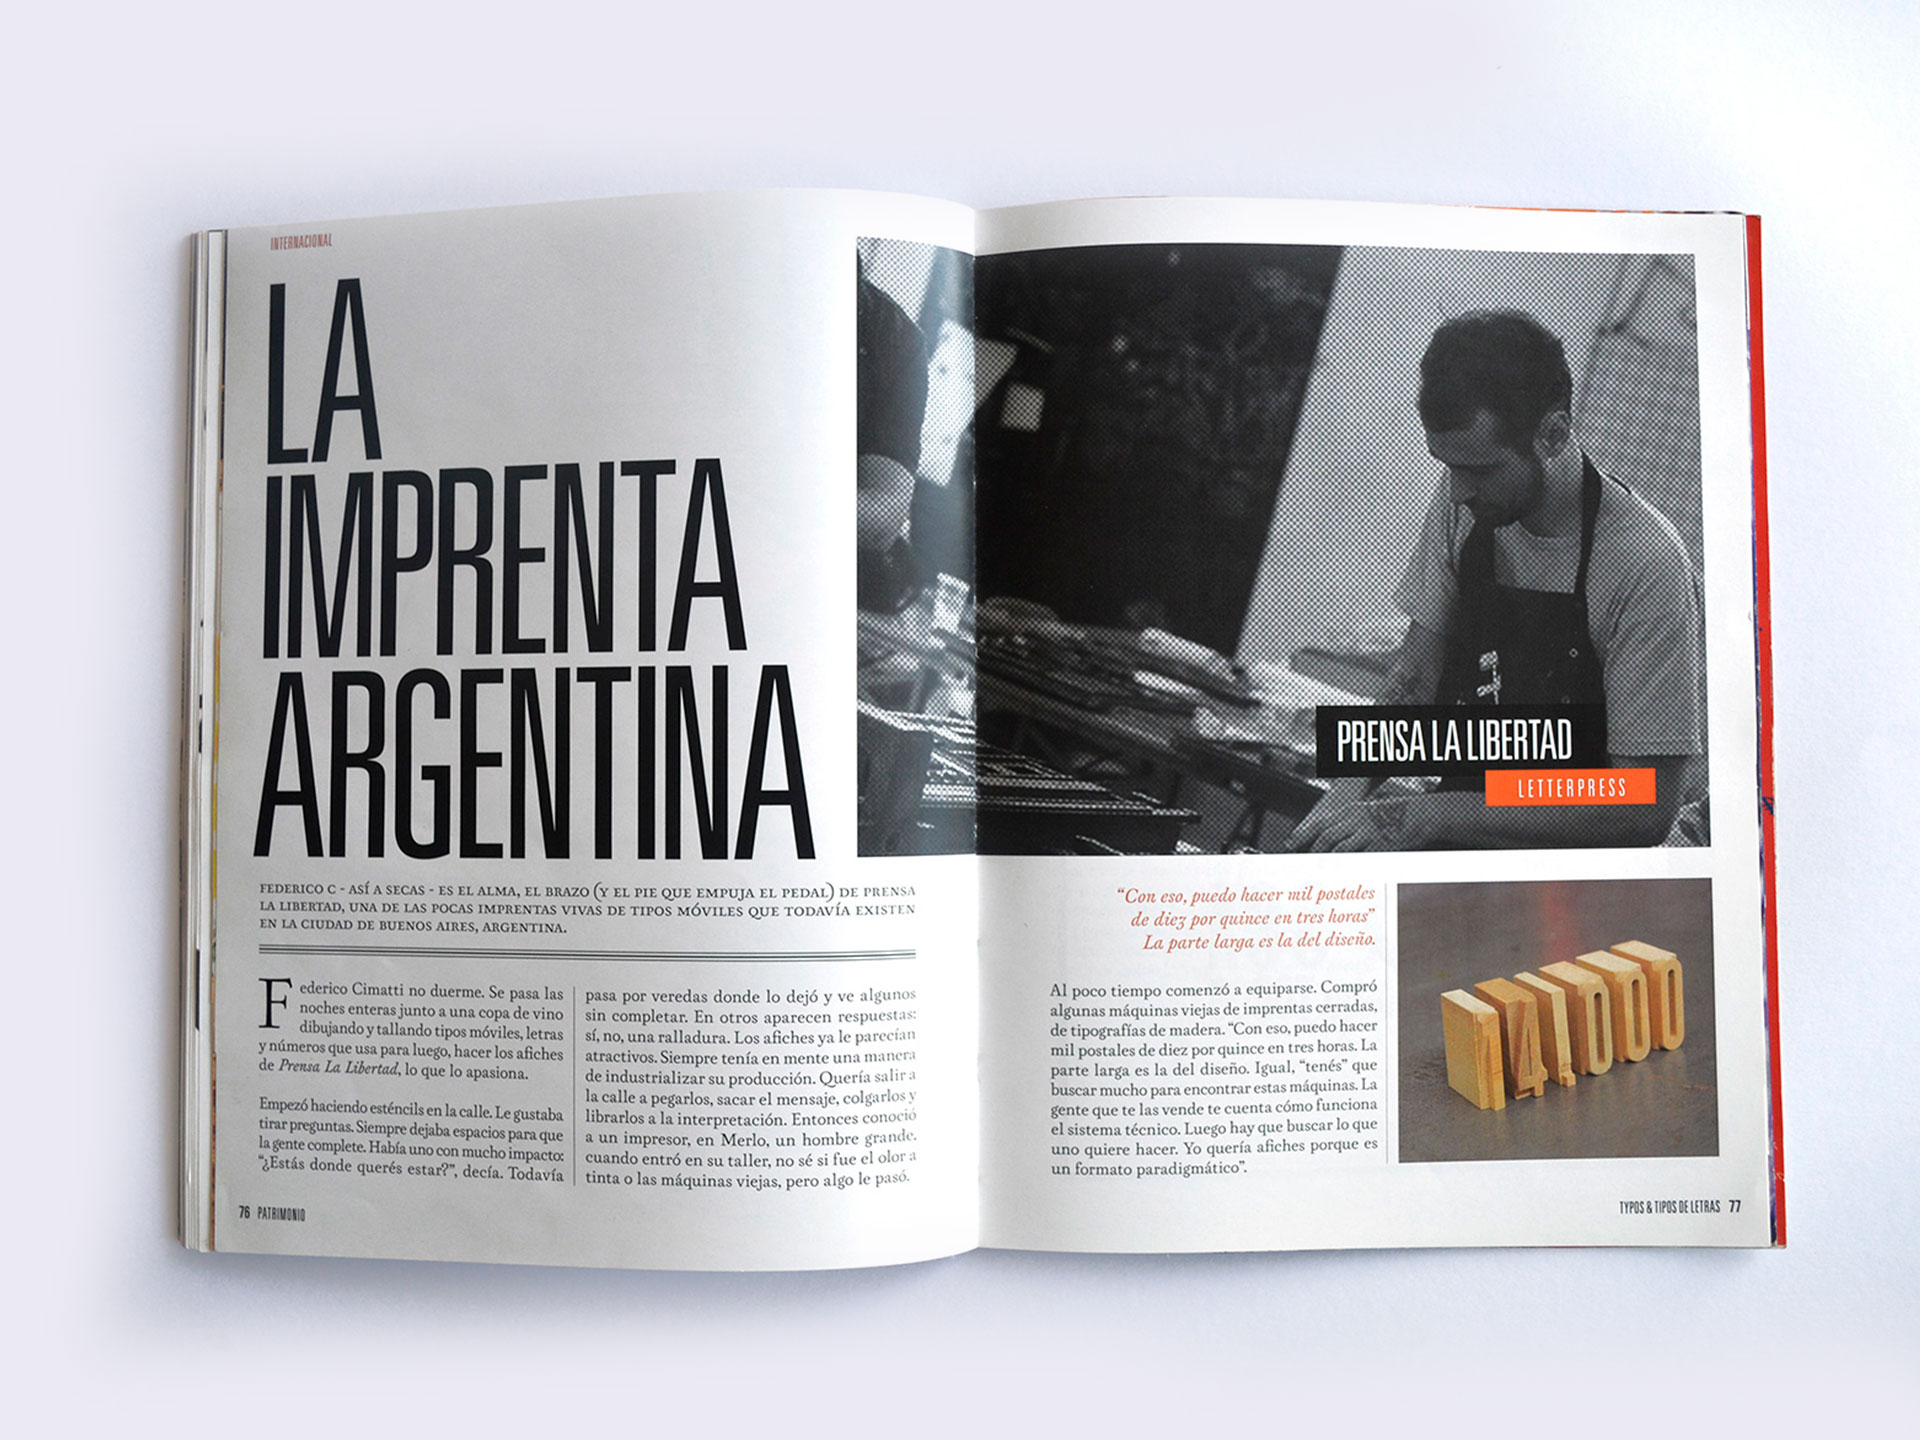 INTERNACIONAL
LA
IMPRENTA
ARGENTINA
FEDERICO C - ASÍ A SECAS - ES EL ALMA, EL BRAZO (Y EL PIE QUE EMPUJA EL PEDAL) DE PRENSA
LA LIBERTAD, UNA DE LAS POCAS IMPRENTAS VIVAS DE TIPOS MÓVILES QUE TODAVÍA EXISTEN
EN LA CIUDAD DE BUENOS AIRES, ARGENTINA.
Federico Cimatti no duerme. Se pasa las
noches enteras junto a una copa de vino
dibujando y tallando tipos móviles, letras
y números que usa para luego, hacer los afiches
de Prensa La Libertad, lo que lo apasiona.
Empezó haciendo esténcils en la calle. Le gustaba
tirar preguntas. Siempre dejaba espacios para que
la gente complete. Había uno con mucho impacto:
“¿Estás donde querés estar?”, decía. Todavía
pasa por veredas donde lo dejó y ve algunos
sin completar. En otros aparecen respuestas:
sí, no, una ralladura. Los afiches ya le parecían
atractivos. Siempre tenía en mente una manera
de industrializar su producción. Quería salir a
la calle a pegarlos, sacar el mensaje, colgarlos y
librarlos a la interpretación. Entonces conoció
a un impresor, en Merlo, un hombre grande.
cuando entró en su taller, no sé si fue el olor a
tinta o las máquinas viejas, pero algo le pasó.
76 PATRIMONIO
PRENSA LA LIBERTAD
LETTERPRESS
“Con eso, puedo hacer mil postales
de diez por quince en tres horas”
La parte larga es la del diseño.
Al poco tiempo comenzó a equiparse. Compró
algunas máquinas viejas de imprentas cerradas,
de tipografías de madera. “Con eso, puedo hacer
mil postales de diez por quince en tres horas. La
parte larga es la del diseño. Igual, “tenés” que
buscar mucho para encontrar estas máquinas. La
gente que te las vende te cuenta cómo funciona
el sistema técnico. Luego hay que buscar lo que
uno quiere hacer. Yo quería afiches porque es
un formato paradigmático”.
14.000
TYPOS & TIPOS DE LETRAS 77